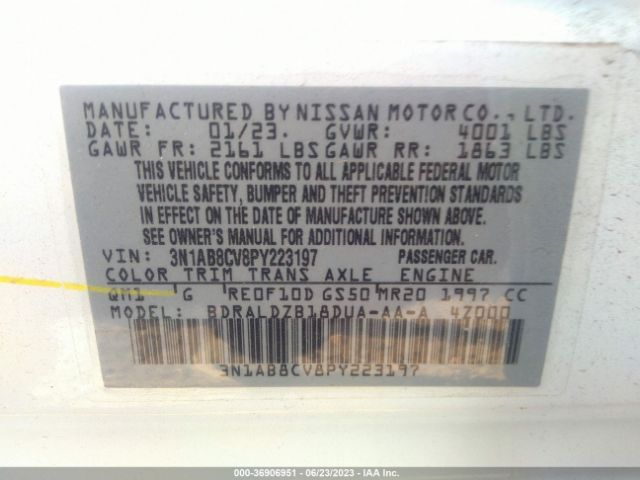 MANUFACTURED BY NISSAN MOTOR CO., LTD.
DATE: 01/23. GVWR: 4001 LBS
GAWR FR: 2161 LBS GAWR RR: 1863 LBS
THIS VEHICLE CONFORMS TO ALL APPLICABLE FEDERAL MOTOR
VEHICLE SAFETY, BUMPER AND THEFT PREVENTION STANDARDS
IN EFFECT ON THE DATE OF MANUFACTURE SHOWN ABOVE.
SEE OWNER'S MANUAL FOR ADDITIONAL INFORMATION.
VIN: 3N1AB8CV8PY223197 PASSENGER CAR.
COLOR TRIM TRANS AXLE ENGINE
QM1 G RE0F10D GS50 MR20 1997 CC
MODEL: BDRALDZB18DUA-AA-A 4Z000
3N1AB8CV8PY223197
000-36906951 - 06/23/2023 - IAA Inc.